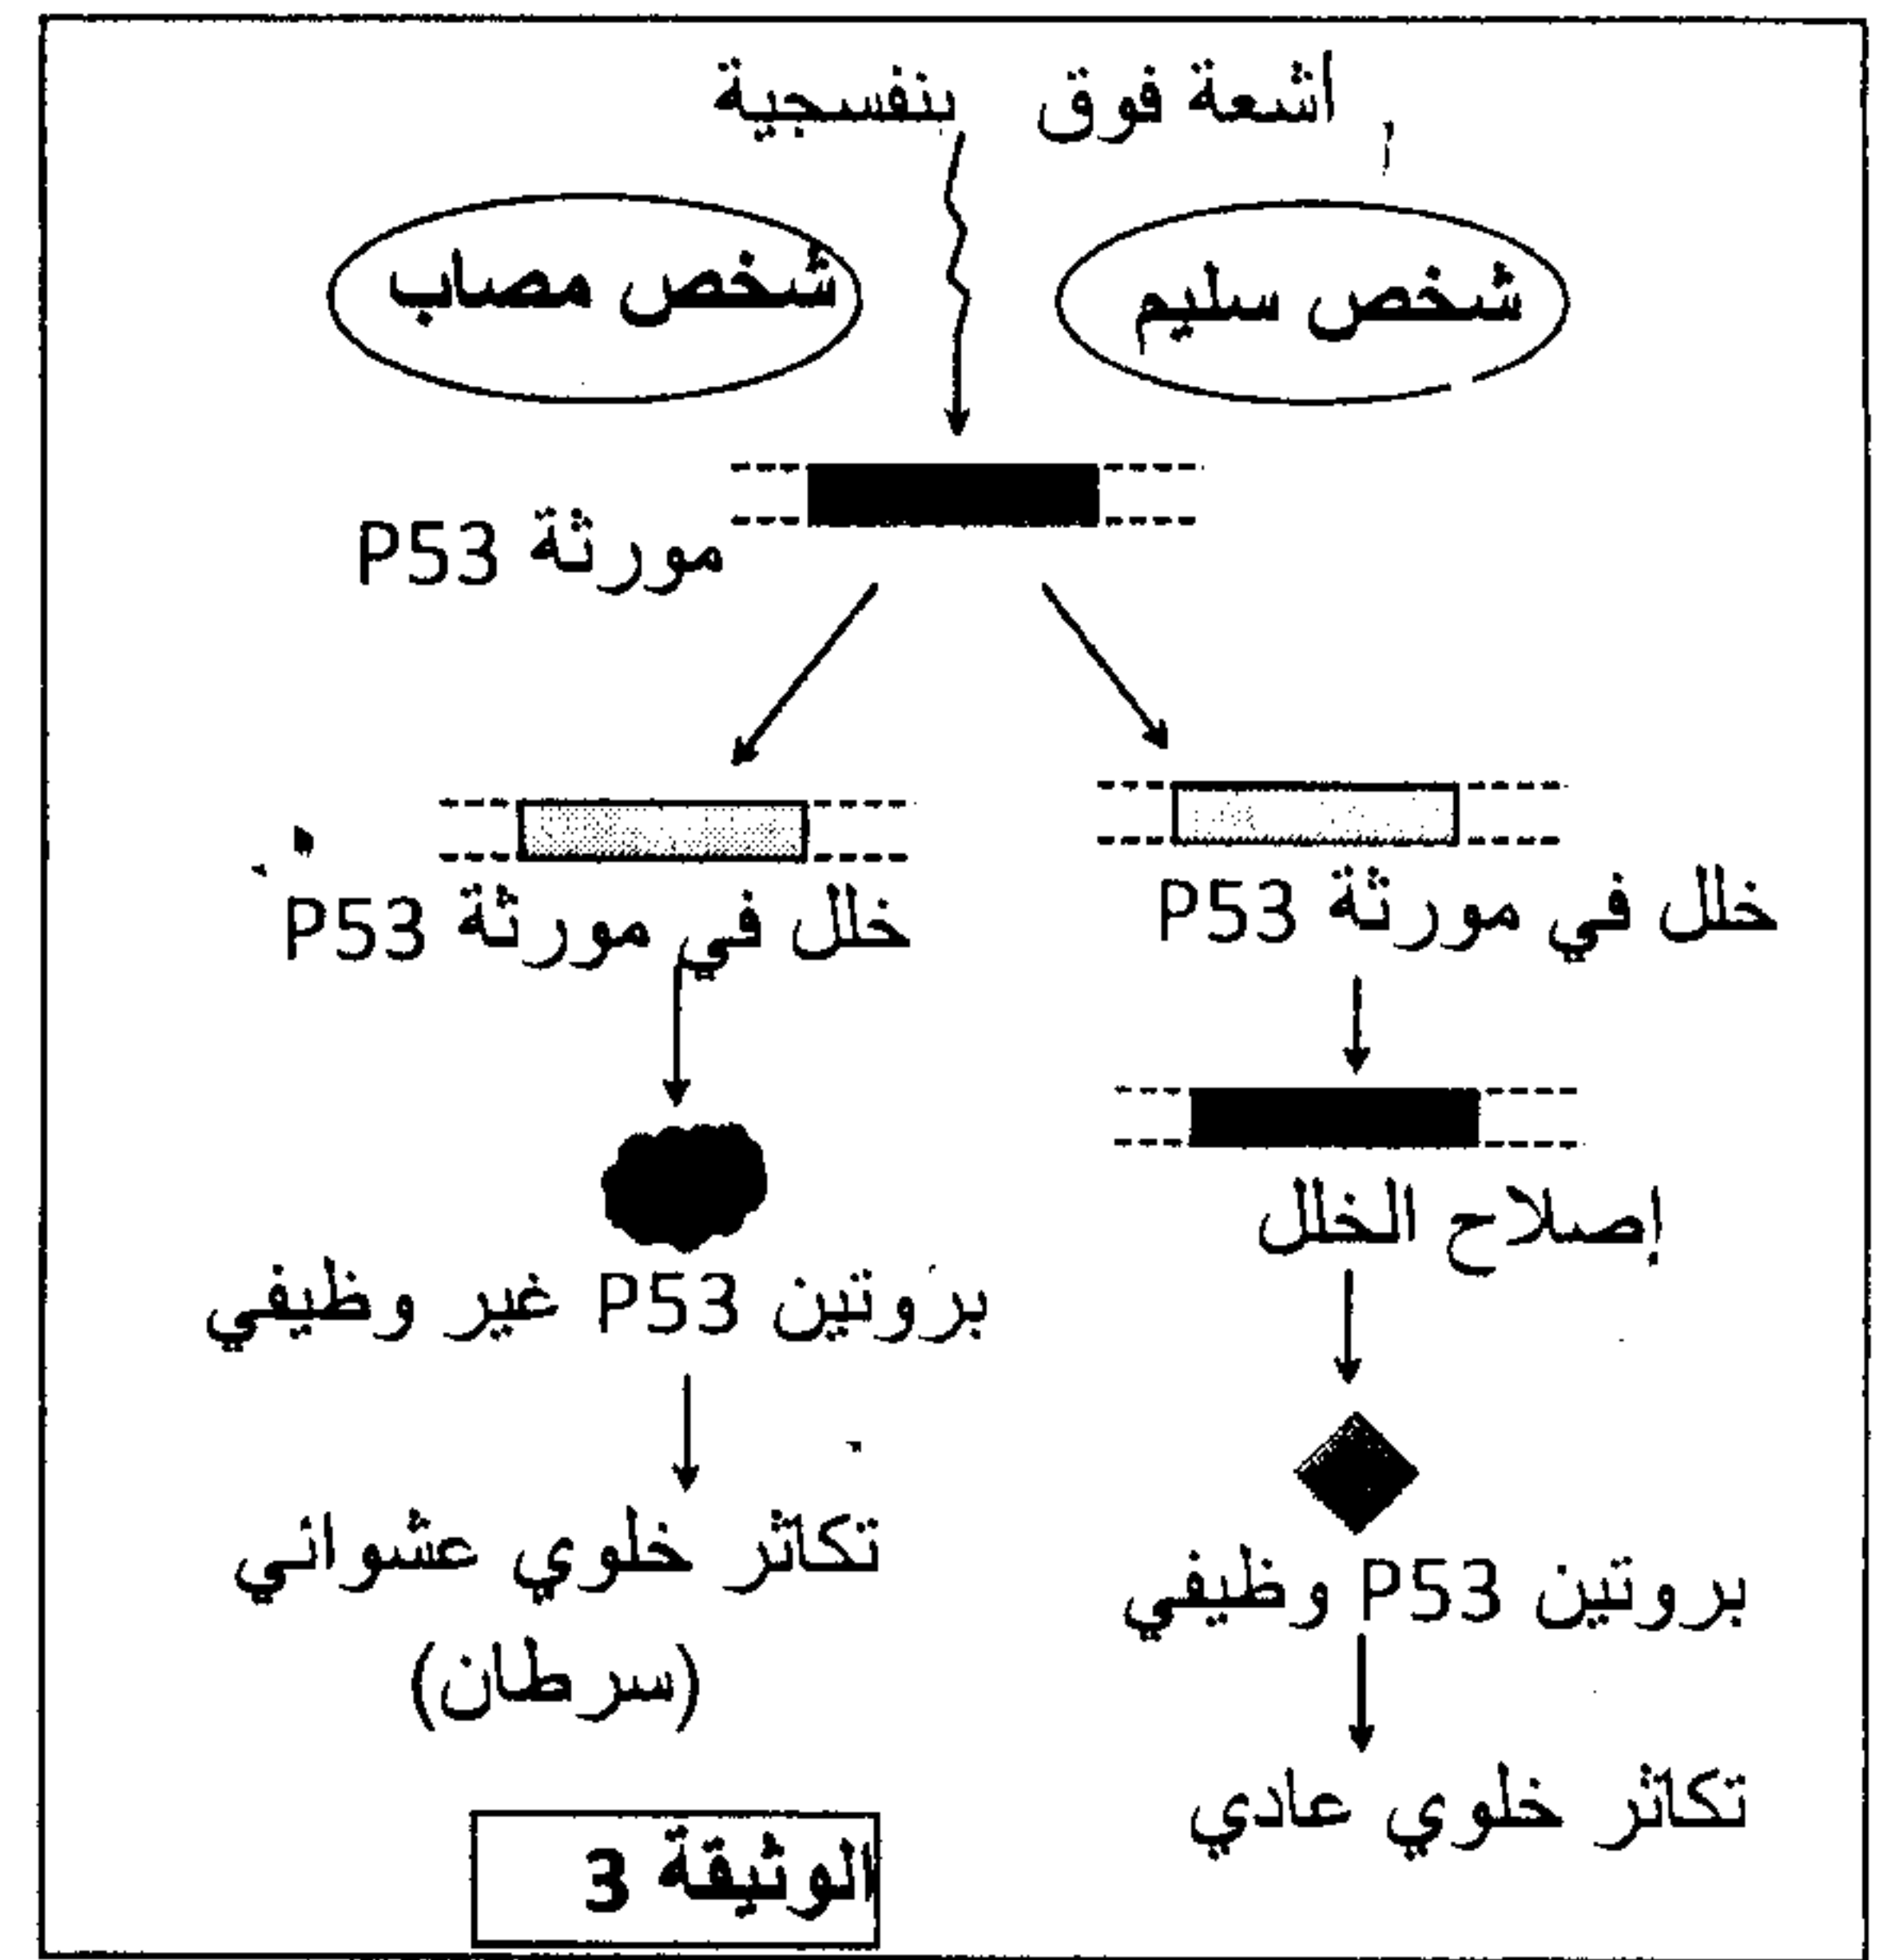 اشعة فوق بنفسجية
شخص سليم
شخص مصاب
مورثة P53
خلل في مورثة P53
خلل في مورثة P53
إصلاح الخلل
بروتين P53 غير وظيفي
تكاثر خلوي عشوائي
(سرطان)
بروتين P53 وظيفي
تكاثر خلوي عادي
الوثيقة 3